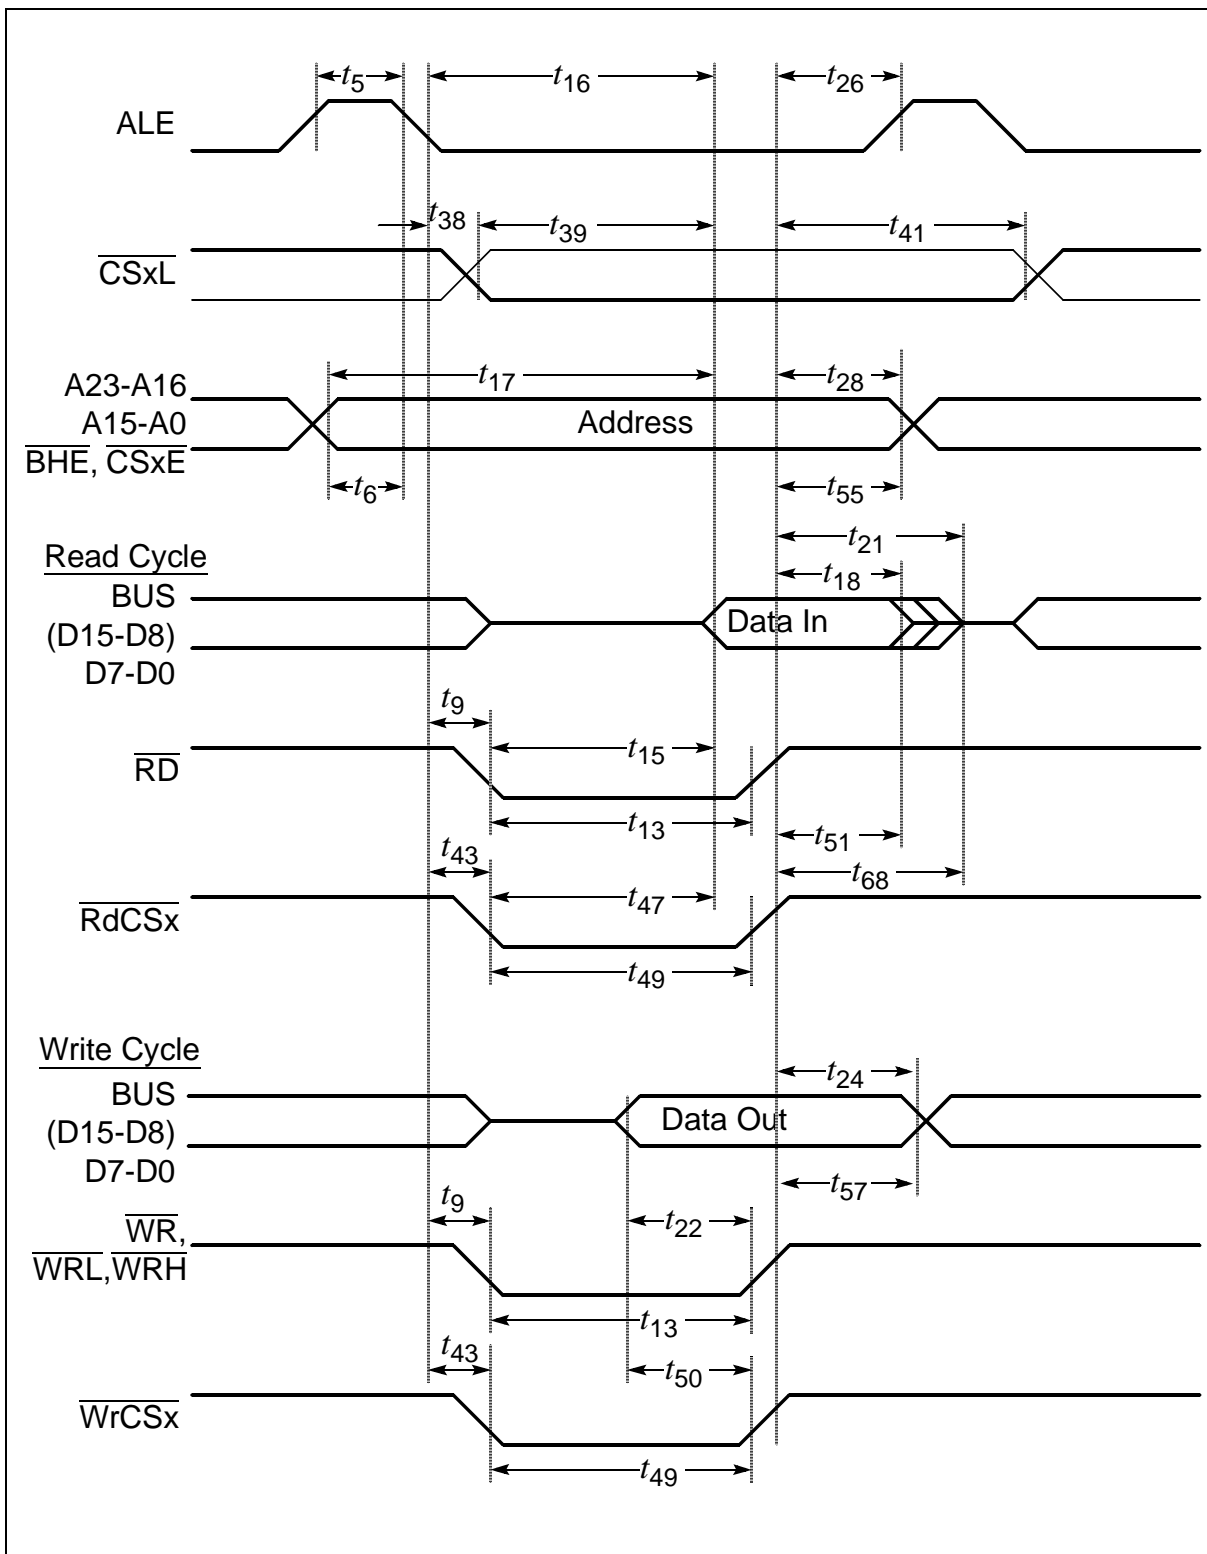 t5 t16 t26
ALE
t38 t39 t41
CSxL
t17 t28
A23-A16
A15-A0 Address
BHE, CSxE
t6 t55
t21
Read Cycle
t18
BUS
(D15-D8) Data In
D7-D0
t9
t15
RD
t13 t51
t43 t68
t47
RdCSx
t49
Write Cycle
t24
BUS
(D15-D8) Data Out
D7-D0
t9 t57
t22
WR,
WRL,WRH
t13
t43 t50
WrCSx
t49